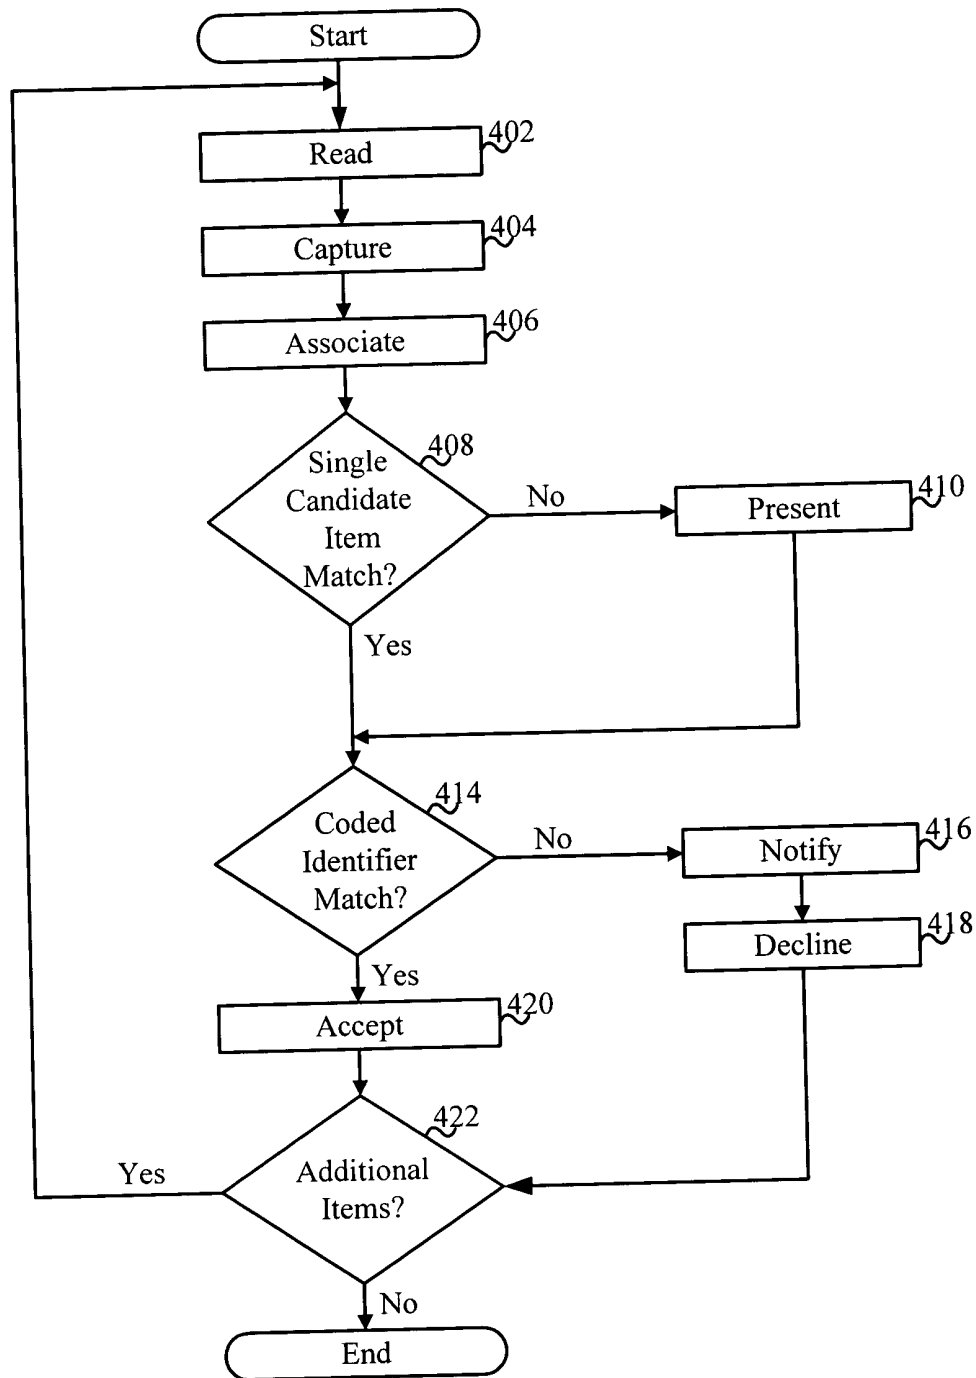 Start
402
Read
404
Capture
406
Associate
408
Single
Candidate
Item
Match?
No
410
Present
Yes
414
Coded
Identifier
Match?
No
416
Notify
418
Decline
Yes
420
Accept
422
Additional
Items?
Yes
No
End